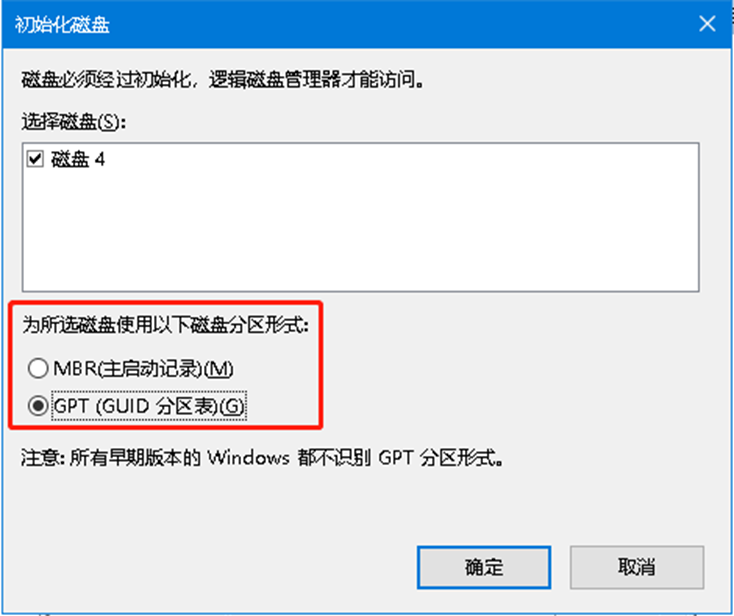 初始化磁盘
磁盘必须经过初始化，逻辑磁盘管理器才能访问。
选择磁盘(S):
磁盘 4
为所选磁盘使用以下磁盘分区形式:
MBR(主启动记录)(M)
GPT (GUID 分区表)(G)
注意: 所有早期版本的 Windows 都不识别 GPT 分区形式。
确定
取消